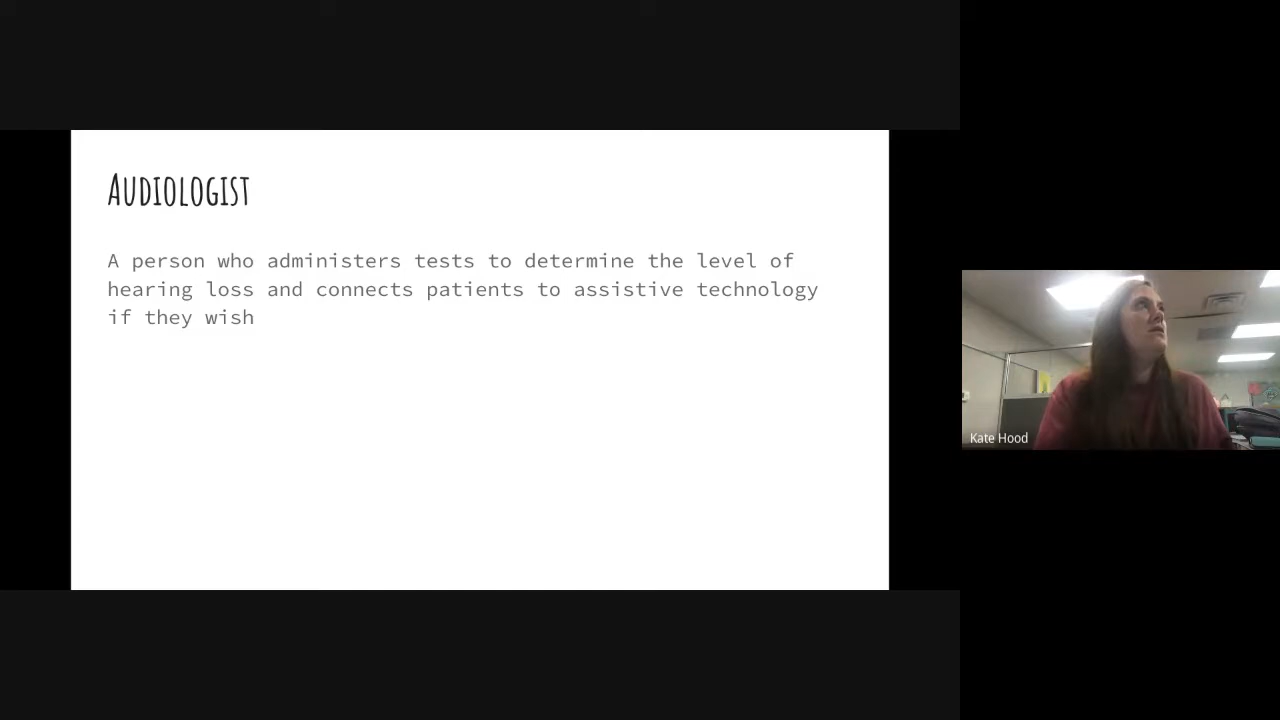 Audiologist
A person who administers tests to determine the level of
hearing loss and connects patients to assistive technology
if they wish
Kate Hood